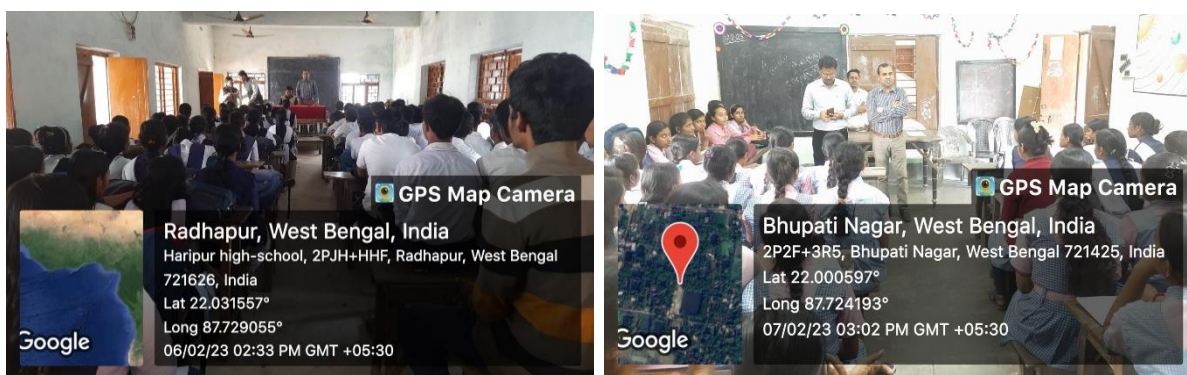 GPS Map Camera
Radhapur, West Bengal, India
Haripur high-school, 2PJH+HHF, Radhapur, West Bengal
721626, India
Lat 22.031557°
Long 87.729055°
06/02/23 02:33 PM GMT +05:30
Google
GPS Map Camera
Bhupati Nagar, West Bengal, India
2P2F+3R5, Bhupati Nagar, West Bengal 721425, India
Lat 22.000597°
Long 87.724193°
07/02/23 03:02 PM GMT +05:30
Google